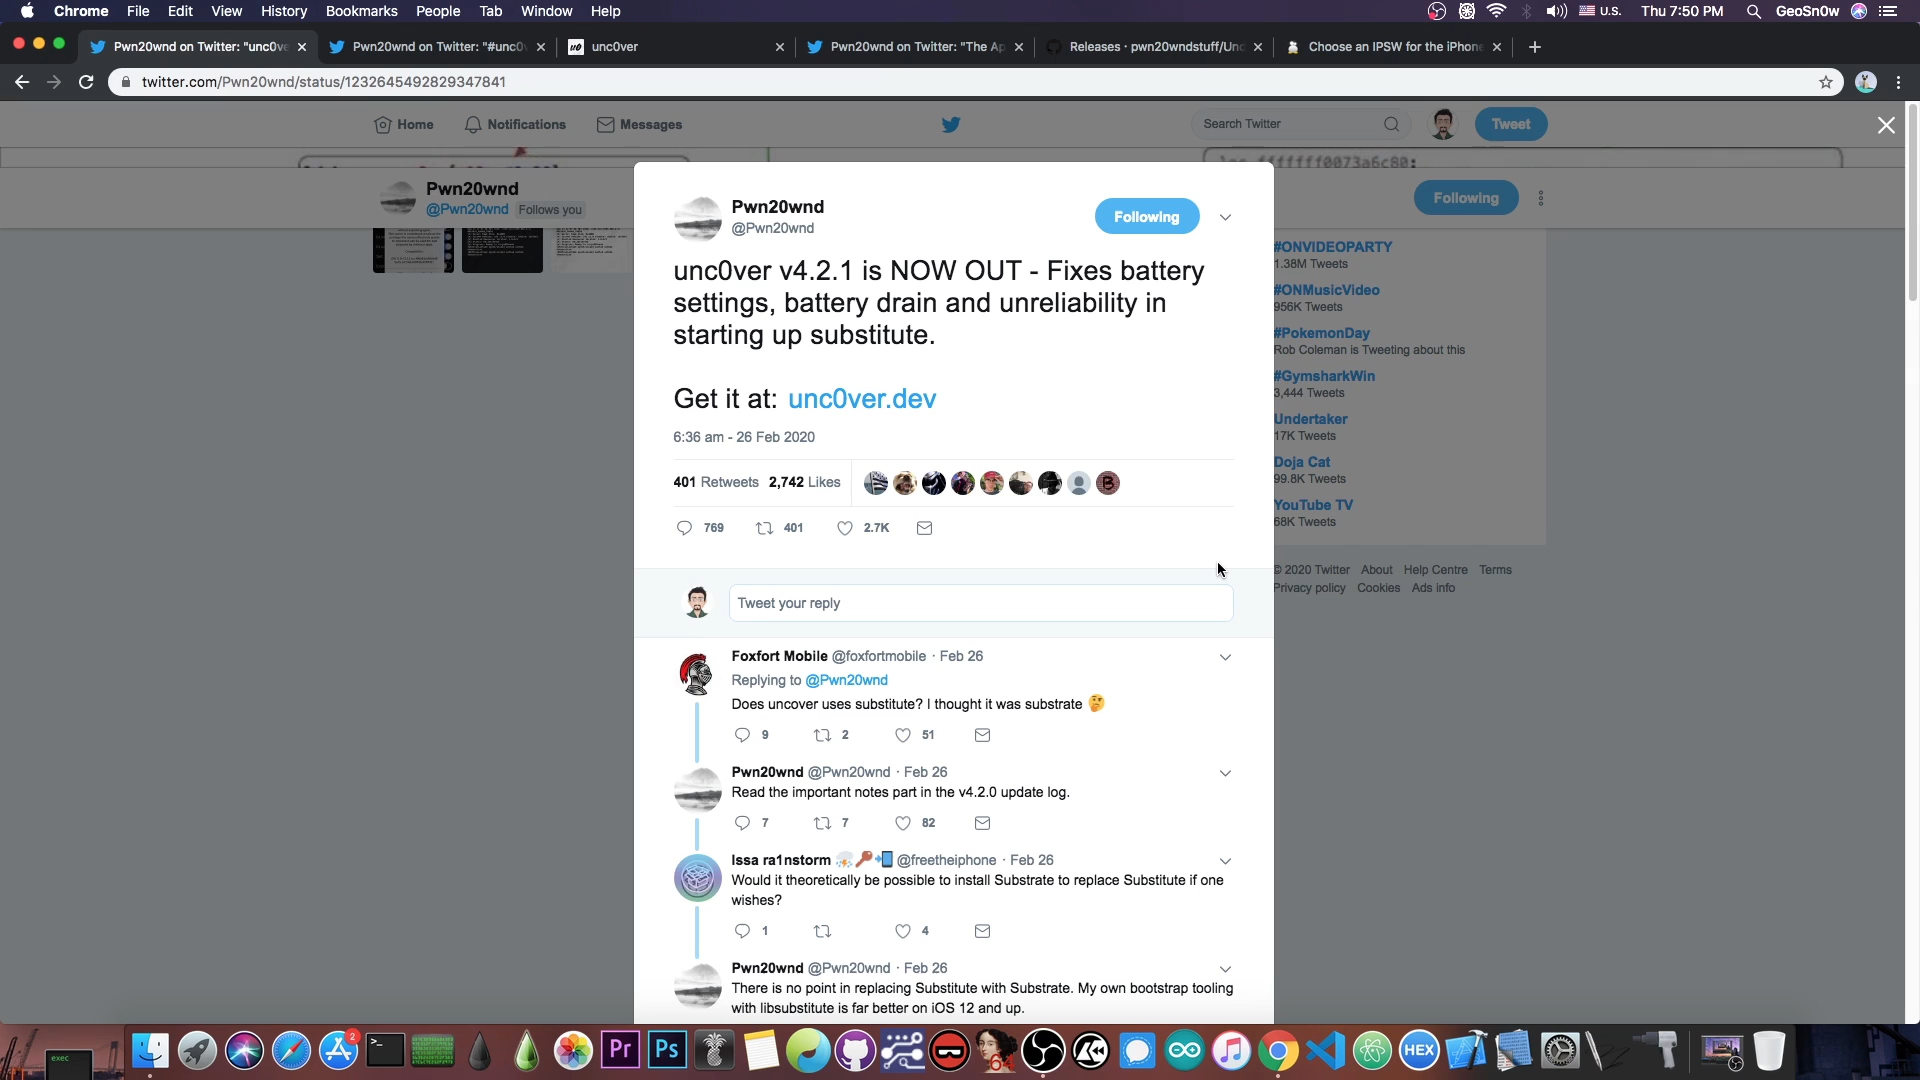 Chrome File Edit View History Bookmarks People Tab Window Help
U.S. Thu 7:50 PM GeoSn0w
Pwn20wnd on Twitter: "unc0ve
Pwn20wnd on Twitter: "#unc0
unc0ver
Pwn20wnd on Twitter: "The Ap
Releases · pwn20wndstuff/Unc
Choose an IPSW for the iPhone
twitter.com/Pwn20wnd/status/1232645492829347841
Home Notifications Messages
Search Twitter
Tweet
Pwn20wnd
@Pwn20wnd Follows you
Following
Pwn20wnd
@Pwn20wnd
Following
unc0ver v4.2.1 is NOW OUT - Fixes battery
settings, battery drain and unreliability in
starting up substitute.
Get it at: unc0ver.dev
6:36 am - 26 Feb 2020
401 Retweets 2,742 Likes
B
769 401 2.7K
Tweet your reply
Foxfort Mobile @foxfortmobile · Feb 26
Replying to @Pwn20wnd
Does uncover uses substitute? I thought it was substrate 🤔
9 2 51
Pwn20wnd @Pwn20wnd · Feb 26
Read the important notes part in the v4.2.0 update log.
7 7 82
Issa ra1nstorm 🌧🔑📲 @freetheiphone · Feb 26
Would it theoretically be possible to install Substrate to replace Substitute if one
wishes?
1 4
Pwn20wnd @Pwn20wnd · Feb 26
There is no point in replacing Substitute with Substrate. My own bootstrap tooling
with libsubstitute is far better on iOS 12 and up.
#ONVIDEOPARTY
1.38M Tweets
#ONMusicVideo
956K Tweets
#PokemonDay
Rob Coleman is Tweeting about this
#GymsharkWin
3,444 Tweets
Undertaker
17K Tweets
Doja Cat
99.8K Tweets
YouTube TV
68K Tweets
© 2020 Twitter About Help Centre Terms
Privacy policy Cookies Ads info
exec
2
Pr
Ps
64
HEX